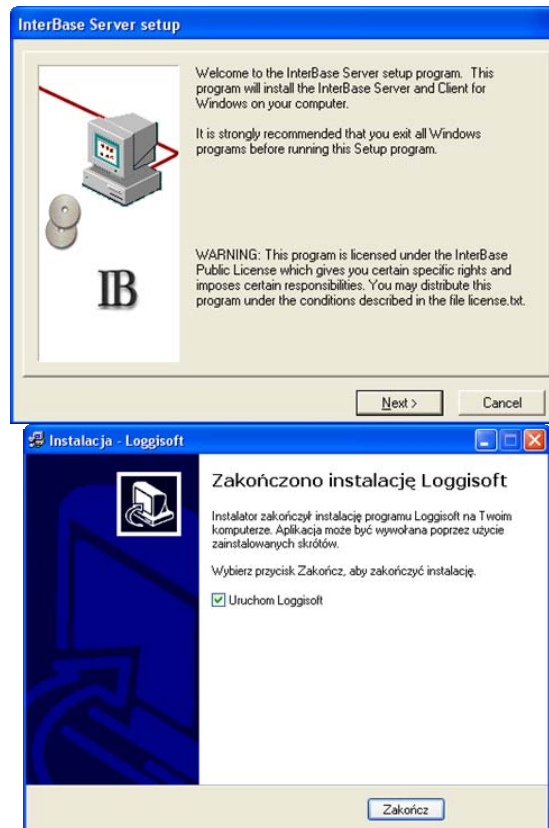 InterBase Server setup
Welcome to the InterBase Server setup program. This
program will install the InterBase Server and Client for
Windows on your computer.
It is strongly recommended that you exit all Windows
programs before running this Setup program.
WARNING: This program is licensed under the InterBase
Public License which gives you certain specific rights and
imposes certain responsibilities. You may distribute this
program under the conditions described in the file license.txt.
IB
Next >
Cancel
Instalacja - Loggisoft
Zakończono instalację Loggisoft
Instalator zakończył instalację programu Loggisoft na Twoim
komputerze. Aplikacja może być wywołana poprzez użycie
zainstalowanych skrótów.
Wybierz przycisk Zakończ, aby zakończyć instalację.
Uruchom Loggisoft
Zakończ